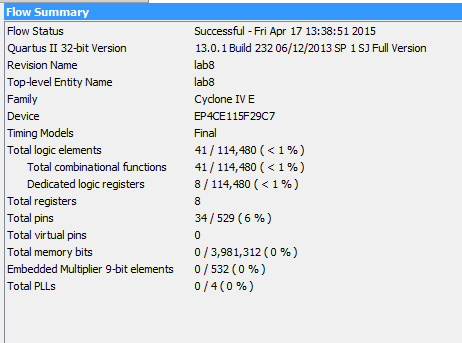 Flow Summary
Flow Status Successful - Fri Apr 17 13:38:51 2015
Quartus II 32-bit Version 13.0.1 Build 232 06/12/2013 SP 1 SJ Full Version
Revision Name lab8
Top-level Entity Name lab8
Family Cyclone IV E
Device EP4CE115F29C7
Timing Models Final
Total logic elements 41 / 114,480 ( < 1 % )
Total combinational functions 41 / 114,480 ( < 1 % )
Dedicated logic registers 8 / 114,480 ( < 1 % )
Total registers 8
Total pins 34 / 529 ( 6 % )
Total virtual pins 0
Total memory bits 0 / 3,981,312 ( 0 % )
Embedded Multiplier 9-bit elements 0 / 532 ( 0 % )
Total PLLs 0 / 4 ( 0 % )